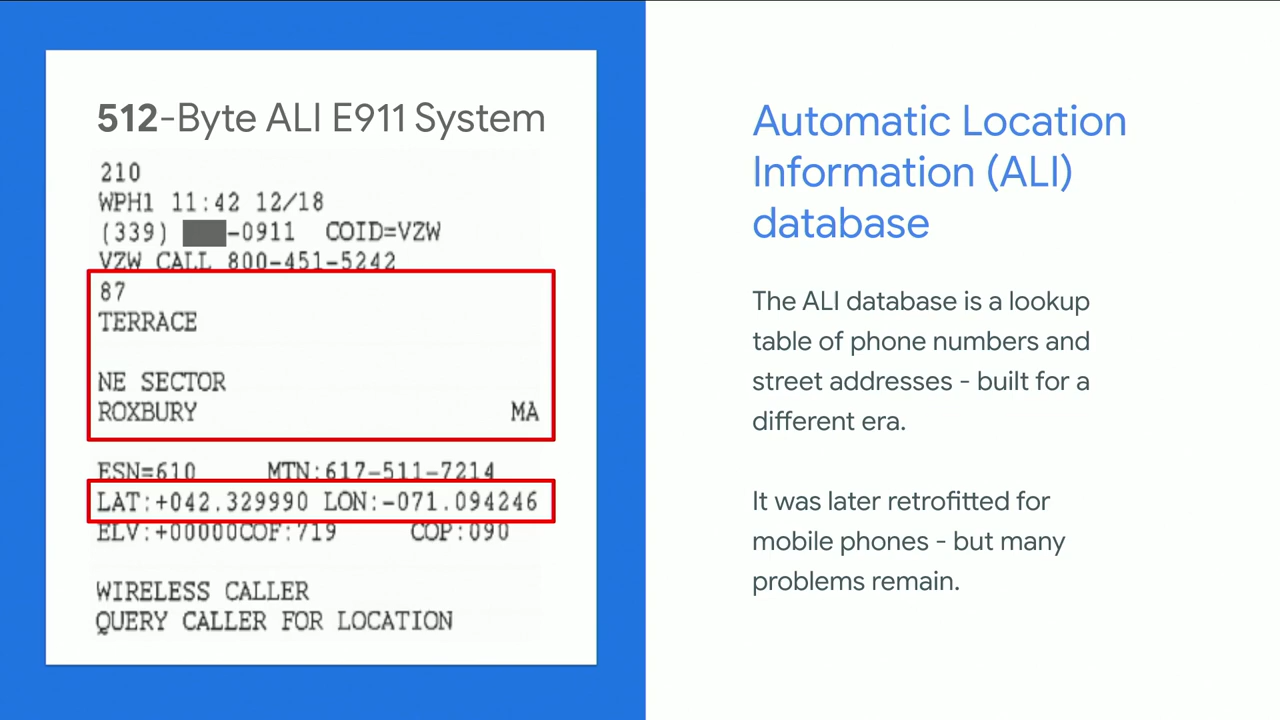 512-Byte ALI E911 System
210
WPH1 11:42 12/18
(339) -0911 COID=VZW
VZW CALL 800-451-5242
87
TERRACE
NE SECTOR
ROXBURY MA
ESN=610 MTN:617-511-7214
LAT:+042.329990 LON:-071.094246
ELV:+00000COF:719 COP:090
WIRELESS CALLER
QUERY CALLER FOR LOCATION
Automatic Location
Information (ALI)
database
The ALI database is a lookup
table of phone numbers and
street addresses - built for a
different era.
It was later retrofitted for
mobile phones - but many
problems remain.